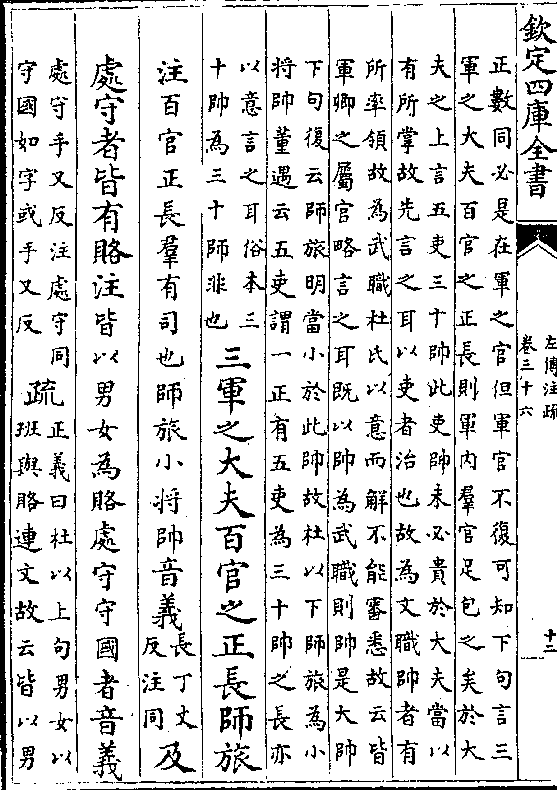 欽定四庫全書
左傳注疏
卷三十六
十三
正數同必是在軍之官但軍官不復可知下句言三
軍之大夫百官之正長則軍内羣官足包之矣於大
夫之上言五吏三十帥此吏師未必貴於大夫當以
有所掌故先言之耳以吏者治也故為文職帥者有
所率領故為武職杜氏以意而解不能審悉故云皆
軍卿之屬官略言之耳既以帥為武職則帥是大帥
下句復云師旅明當小於此帥故杜以下師旅為小
將帥董遇云五吏謂一正有五吏為三十帥之長亦
以意言之耳俗本三
十帥為三十師非也
三軍之大夫百官之正長師旅
注百官正長羣有司也師旅小將帥音義
長丁丈
反注同
及
處守者皆有賂注皆以男女為賂處守守國者音義
處守手又反注處守同
守國如字或手又反
疏
正義曰杜以上句男女以
班與賂連文故云皆以男